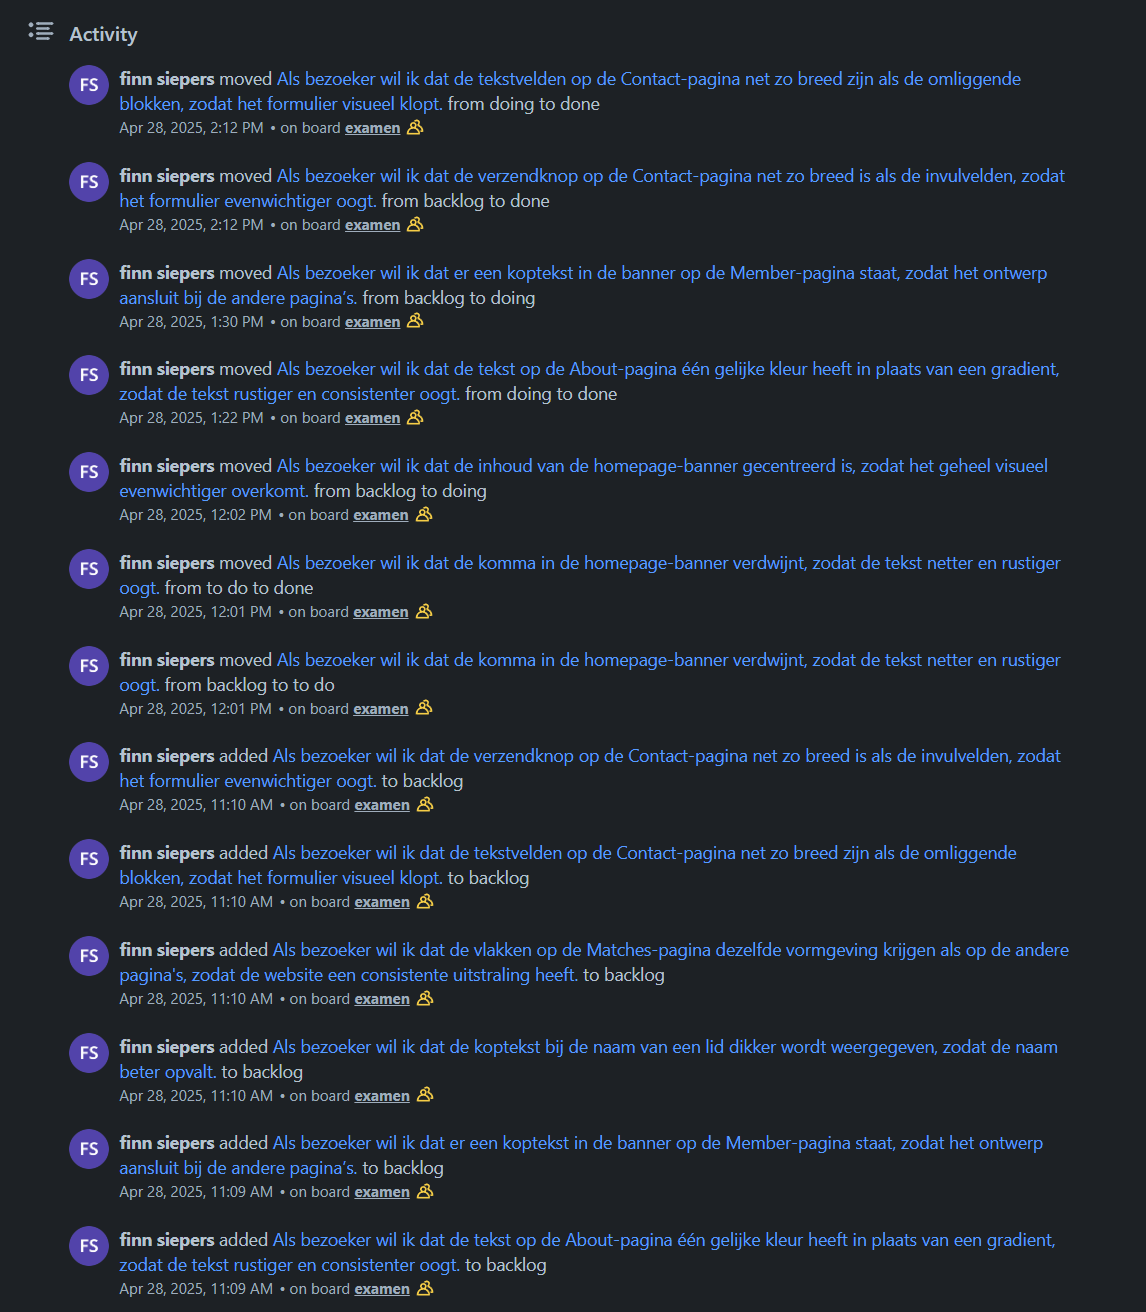 Activity
FS
finn siepers moved Als bezoeker wil ik dat de tekstvelden op de Contact-pagina net zo breed zijn als de omliggende
blokken, zodat het formulier visueel klopt. from doing to done
Apr 28, 2025, 2:12 PM • on board examen
FS
finn siepers moved Als bezoeker wil ik dat de verzendknop op de Contact-pagina net zo breed is als de invulvelden, zodat
het formulier evenwichtiger oogt. from backlog to done
Apr 28, 2025, 2:12 PM • on board examen
FS
finn siepers moved Als bezoeker wil ik dat er een koptekst in de banner op de Member-pagina staat, zodat het ontwerp
aansluit bij de andere pagina’s. from backlog to doing
Apr 28, 2025, 1:30 PM • on board examen
FS
finn siepers moved Als bezoeker wil ik dat de tekst op de About-pagina één gelijke kleur heeft in plaats van een gradient,
zodat de tekst rustiger en consistenter oogt. from doing to done
Apr 28, 2025, 1:22 PM • on board examen
FS
finn siepers moved Als bezoeker wil ik dat de inhoud van de homepage-banner gecentreerd is, zodat het geheel visueel
evenwichtiger overkomt. from backlog to doing
Apr 28, 2025, 12:02 PM • on board examen
FS
finn siepers moved Als bezoeker wil ik dat de komma in de homepage-banner verdwijnt, zodat de tekst netter en rustiger
oogt. from to do to done
Apr 28, 2025, 12:01 PM • on board examen
FS
finn siepers moved Als bezoeker wil ik dat de komma in de homepage-banner verdwijnt, zodat de tekst netter en rustiger
oogt. from backlog to to do
Apr 28, 2025, 12:01 PM • on board examen
FS
finn siepers added Als bezoeker wil ik dat de verzendknop op de Contact-pagina net zo breed is als de invulvelden, zodat
het formulier evenwichtiger oogt. to backlog
Apr 28, 2025, 11:10 AM • on board examen
FS
finn siepers added Als bezoeker wil ik dat de tekstvelden op de Contact-pagina net zo breed zijn als de omliggende
blokken, zodat het formulier visueel klopt. to backlog
Apr 28, 2025, 11:10 AM • on board examen
FS
finn siepers added Als bezoeker wil ik dat de vlakken op de Matches-pagina dezelfde vormgeving krijgen als op de andere
pagina's, zodat de website een consistente uitstraling heeft. to backlog
Apr 28, 2025, 11:10 AM • on board examen
FS
finn siepers added Als bezoeker wil ik dat de koptekst bij de naam van een lid dikker wordt weergegeven, zodat de naam
beter opvalt. to backlog
Apr 28, 2025, 11:10 AM • on board examen
FS
finn siepers added Als bezoeker wil ik dat er een koptekst in de banner op de Member-pagina staat, zodat het ontwerp
aansluit bij de andere pagina’s. to backlog
Apr 28, 2025, 11:09 AM • on board examen
FS
finn siepers added Als bezoeker wil ik dat de tekst op de About-pagina één gelijke kleur heeft in plaats van een gradient,
zodat de tekst rustiger en consistenter oogt. to backlog
Apr 28, 2025, 11:09 AM • on board examen